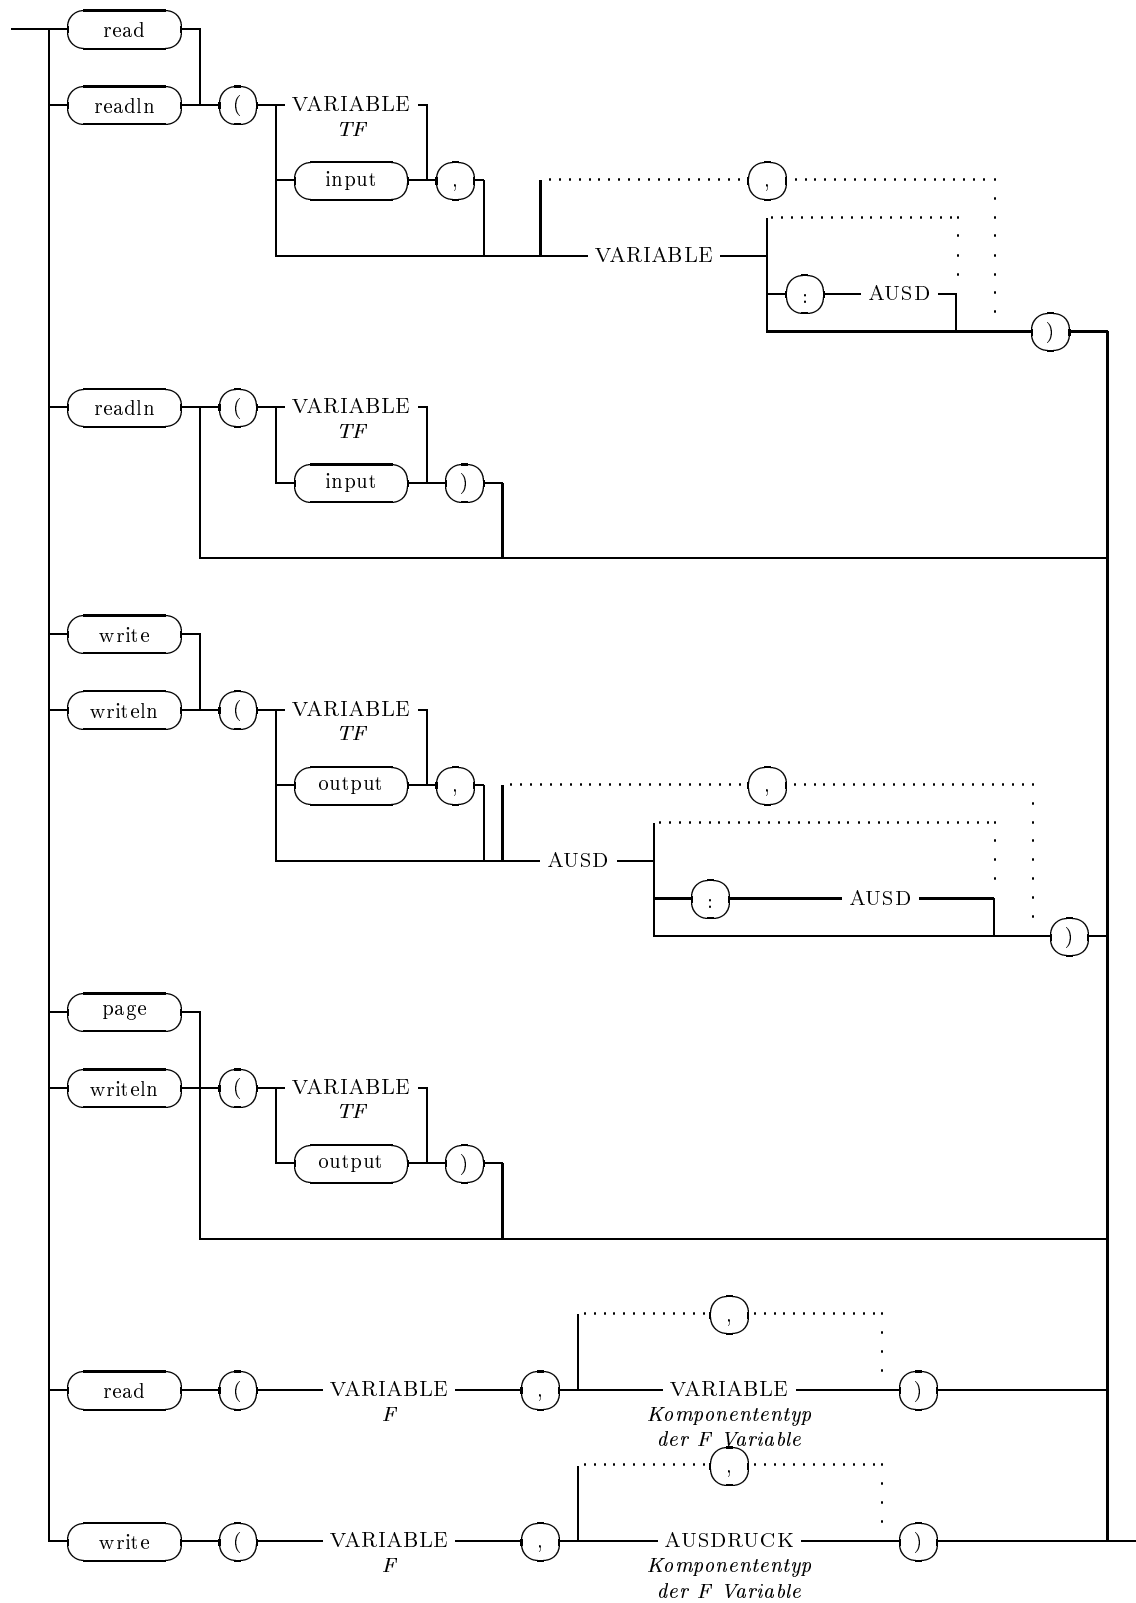 read
readln ( VARIABLE
TF
input , ,
VARIABLE
: AUSD
)
readln ( VARIABLE
TF
input )
write
writeln ( VARIABLE
TF
output , ,
AUSD
: AUSD
)
page
writeln ( VARIABLE
TF
output )
,
read ( VARIABLE , VARIABLE )
F Komponententyp
der F Variable
,
write ( VARIABLE , AUSDRUCK )
F Komponententyp
der F Variable